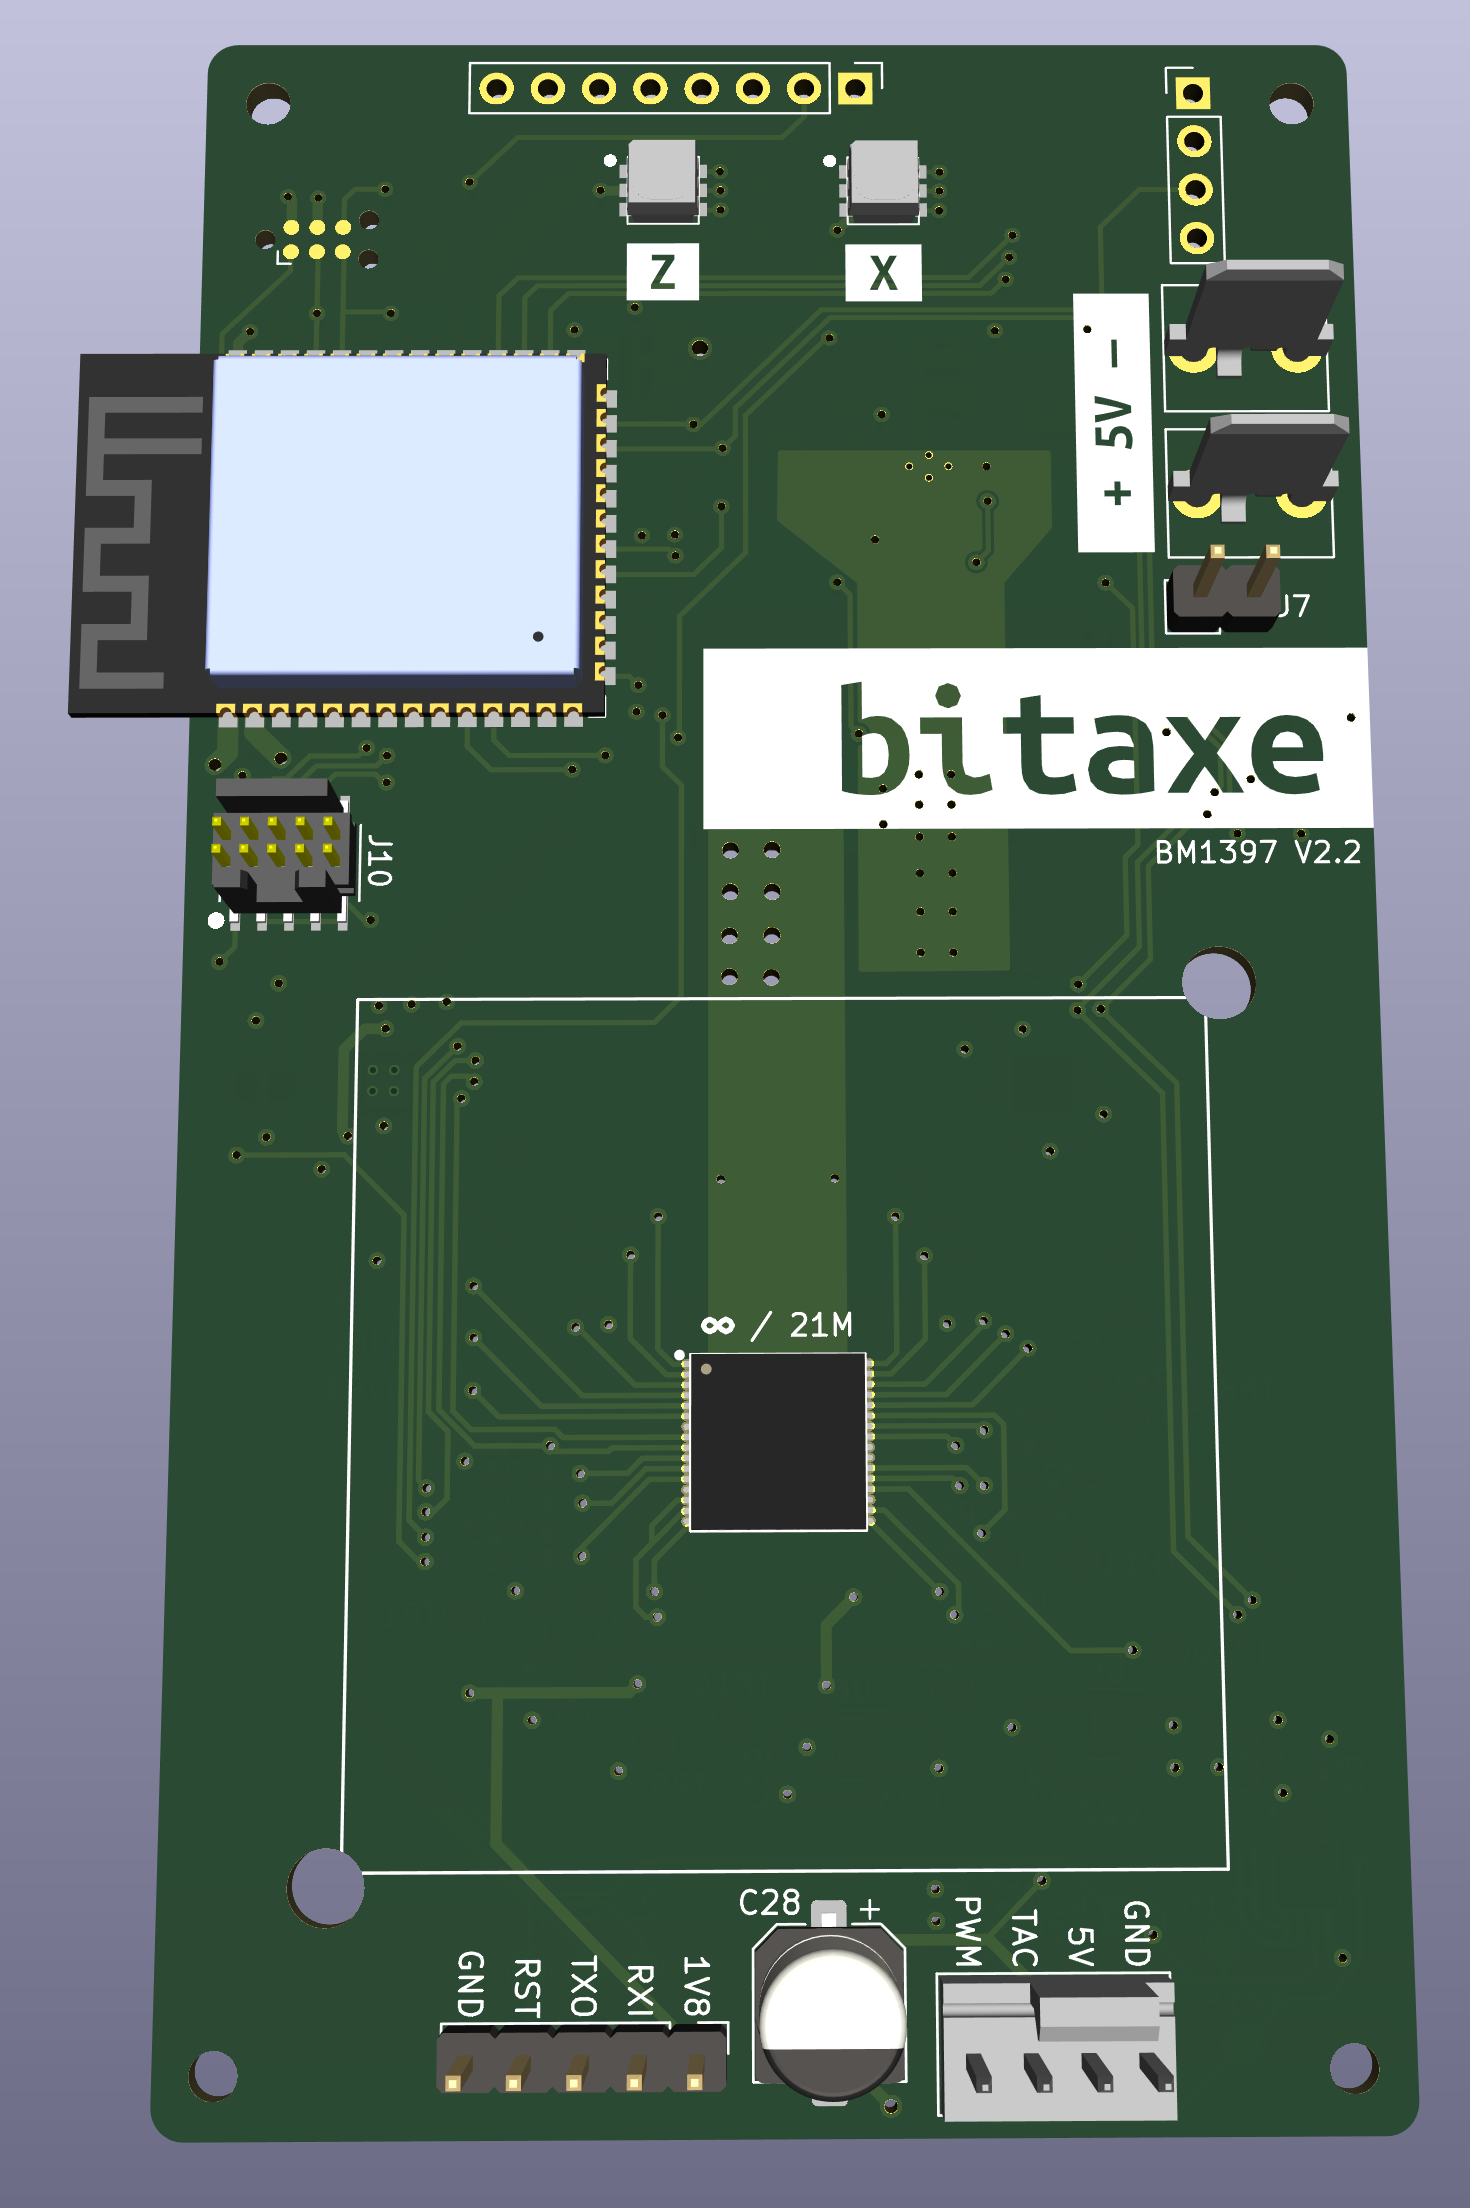 Z
X
+ 5V -
J7
bitaxe
BM1397 V2.2
J10
∞ / 21M
C28 +
PWM
TAC
5V
GND
GND
RST
TXO
RXI
1V8